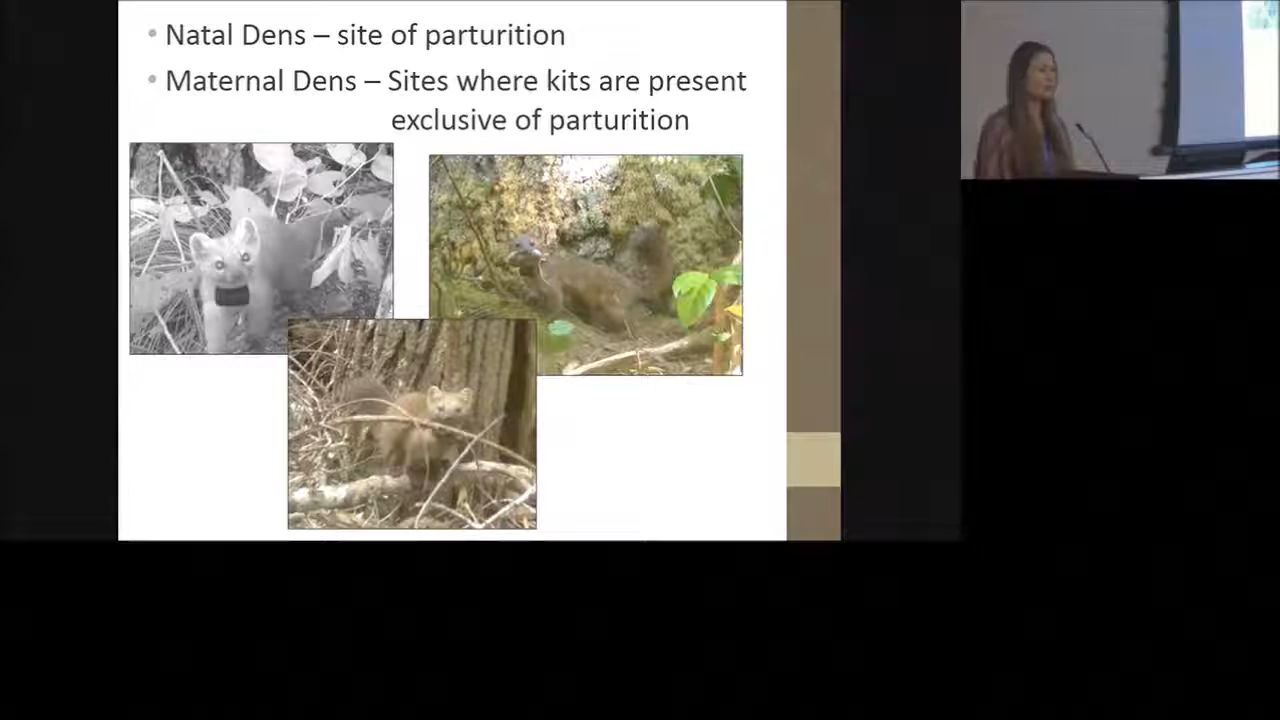 • Natal Dens – site of parturition
• Maternal Dens – Sites where kits are present
exclusive of parturition